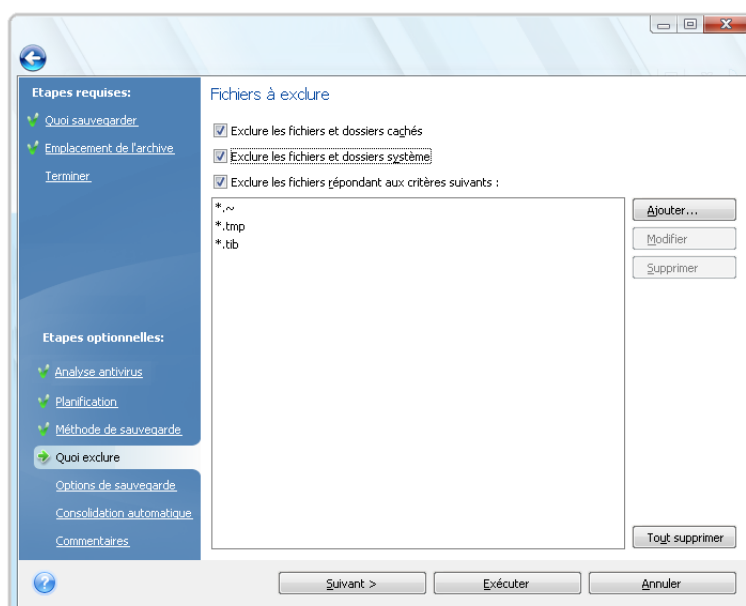 Etapes requises:
Quoi sauvegarder
Emplacement de l'archive
Terminer
Etapes optionnelles:
Analyse antivirus
Planification
Méthode de sauvegarde
Quoi exclure
Options de sauvegarde
Consolidation automatique
Commentaires
Fichiers à exclure
Exclure les fichiers et dossiers cachés
Exclure les fichiers et dossiers système
Exclure les fichiers répondant aux critères suivants :
*.~
*.tmp
*.tib
Ajouter...
Modifier
Supprimer
Tout supprimer
Suivant >
Exécuter
Annuler